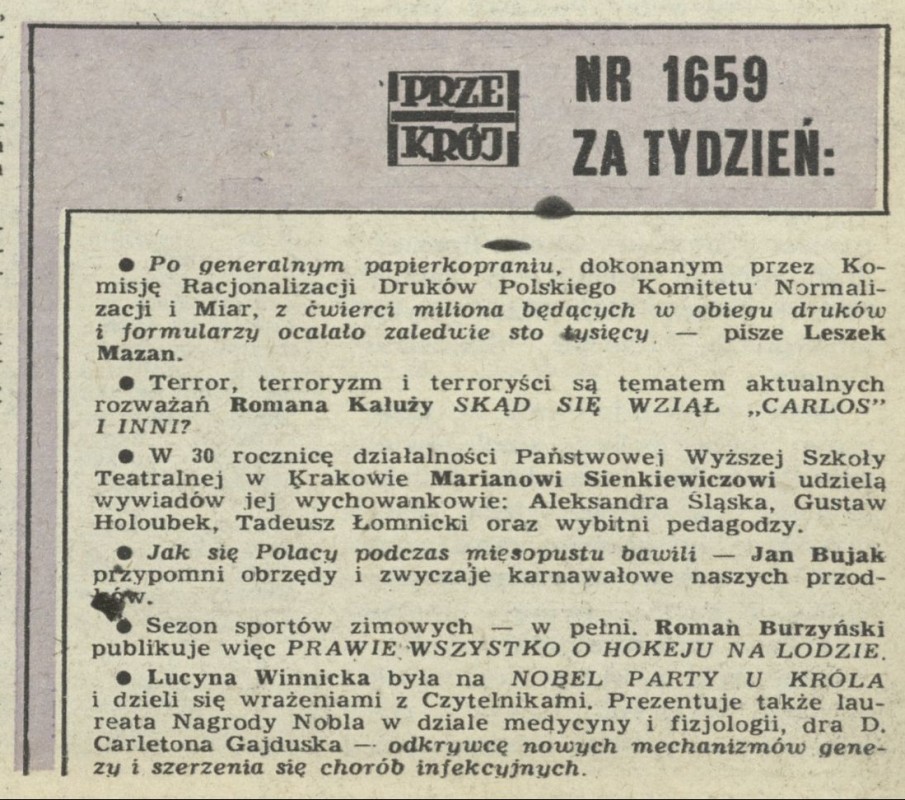 PRZE
KRÓJ
NR 1659
ZA TYDZIEŃ:
● Po generalnym papierkopraniu, dokonanym przez Ko-
misję Racjonalizacji Druków Polskiego Komitetu Normali-
zacji i Miar, z ćwierci miliona będących w obiegu druków
i formularzy ocalało zaledwie sto tysięcy — pisze Leszek
Mazan.
● Terror, terroryzm i terroryści są tematem aktualnych
rozważań Romana Kałuży SKĄD SIĘ WZIĄŁ „CARLOS”
I INNI?
● W 30 rocznicę działalności Państwowej Wyższej Szkoły
Teatralnej w Krakowie Marianowi Sienkiewiczowi udzielą
wywiadów jej wychowankowie: Aleksandra Śląska, Gustaw
Holoubek, Tadeusz Łomnicki oraz wybitni pedagodzy.
● Jak się Polacy podczas mięsopustu bawili — Jan Bujak
przypomni obrzędy i zwyczaje karnawałowe naszych przod-
ków.
● Sezon sportów zimowych — w pełni. Roman Burzyński
publikuje więc PRAWIE WSZYSTKO O HOKEJU NA LODZIE.
● Lucyna Winnicka była na NOBEL PARTY U KRÓLA
i dzieli się wrażeniami z Czytelnikami. Prezentuje także lau-
reata Nagrody Nobla w dziale medycyny i fizjologii, dra D.
Carletona Gajduska — odkrywcę nowych mechanizmów gene-
zy i szerzenia się chorób infekcyjnych.